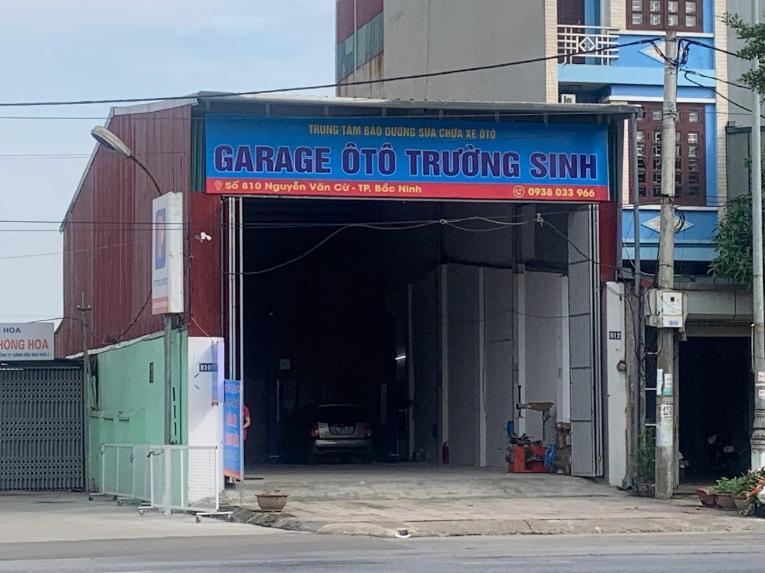 TRUNG TÂM BẢO DƯỠNG SỬA CHỮA XE ÔTÔ
GARAGE ÔTÔ TRƯỜNG SINH
Số 810 Nguyễn Văn Cừ - TP. Bắc Ninh
0938 033 966
HOA
HONG HOA
810
812